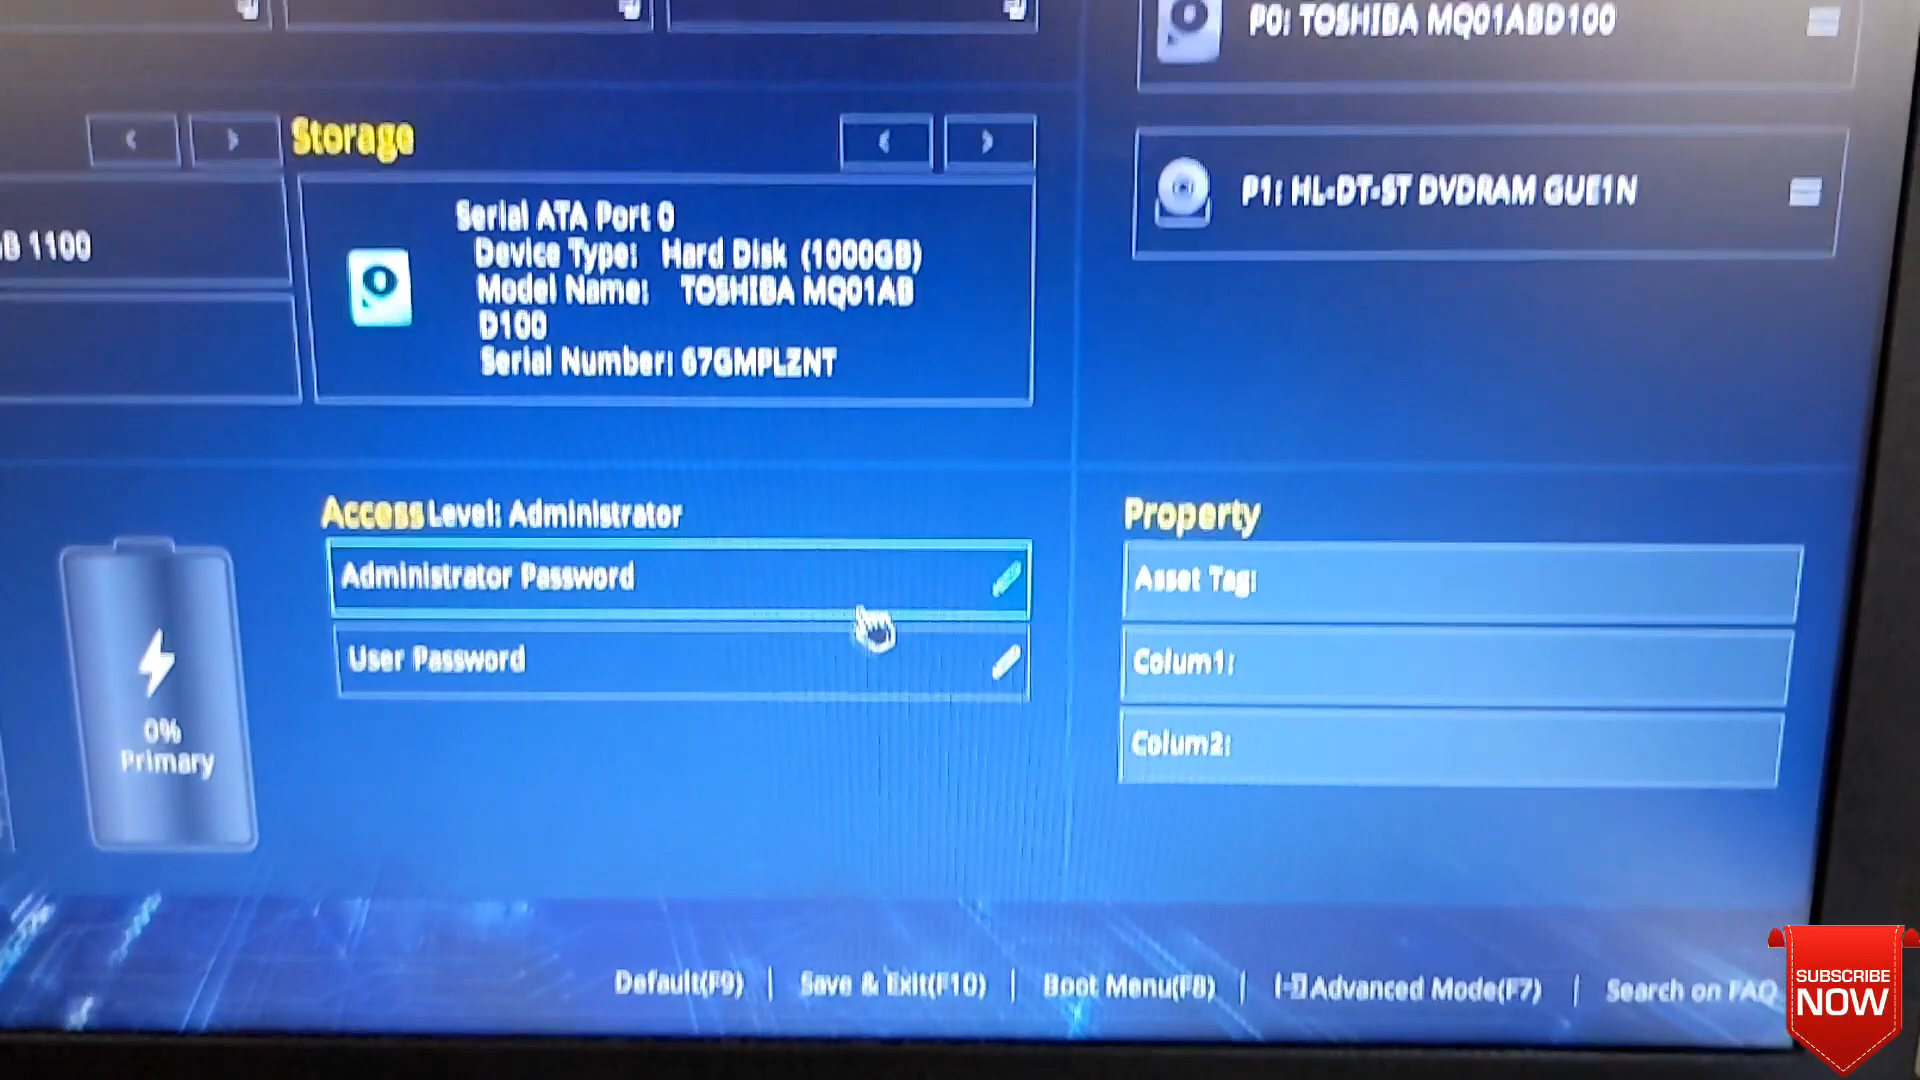 P0: TOSHIBA MQ01ABD100
Storage
Serial ATA Port 0
Device Type: Hard Disk (1000GB)
Model Name: TOSHIBA MQ01AB
D100
Serial Number: 67GMPLZNT
P1: HL-DT-ST DVDRAM GUE1N
B 1100
Access Level: Administrator
Administrator Password
User Password
0%
Primary
Property
Asset Tag:
Colum1:
Colum2:
Default(F9) | Save & Exit(F10) | Boot Menu(F8) | Advanced Mode(F7) | Search on FAQ
SUBSCRIBE
NOW